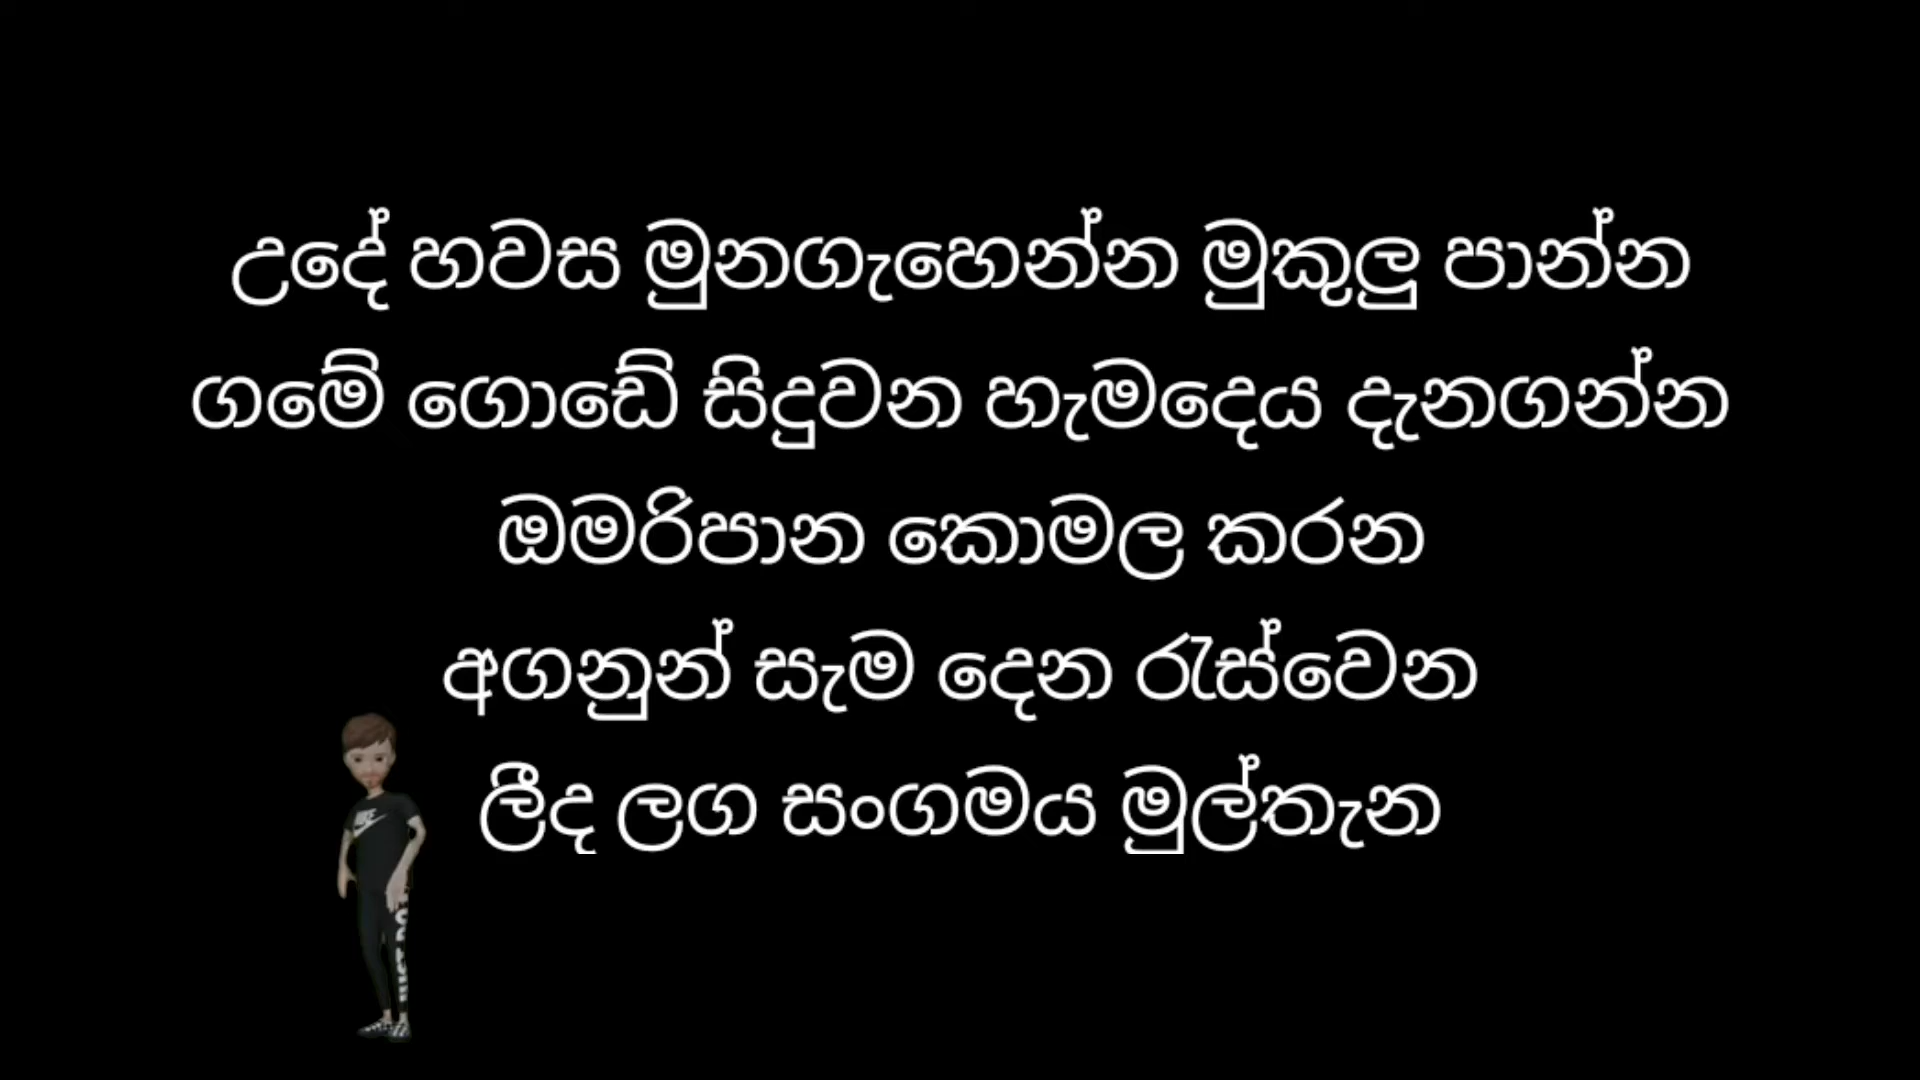 උදේ හවස මුනගැහෙන්න මුකුලු පාන්න
ගමේ ගොඩේ සිදුවන හැමදෙය දැනගන්න
ඔමරිපාන කොමල කරන
අගනුන් සැම දෙන රැස්වෙන
ලීද ලග සංගමය මුල්තැන